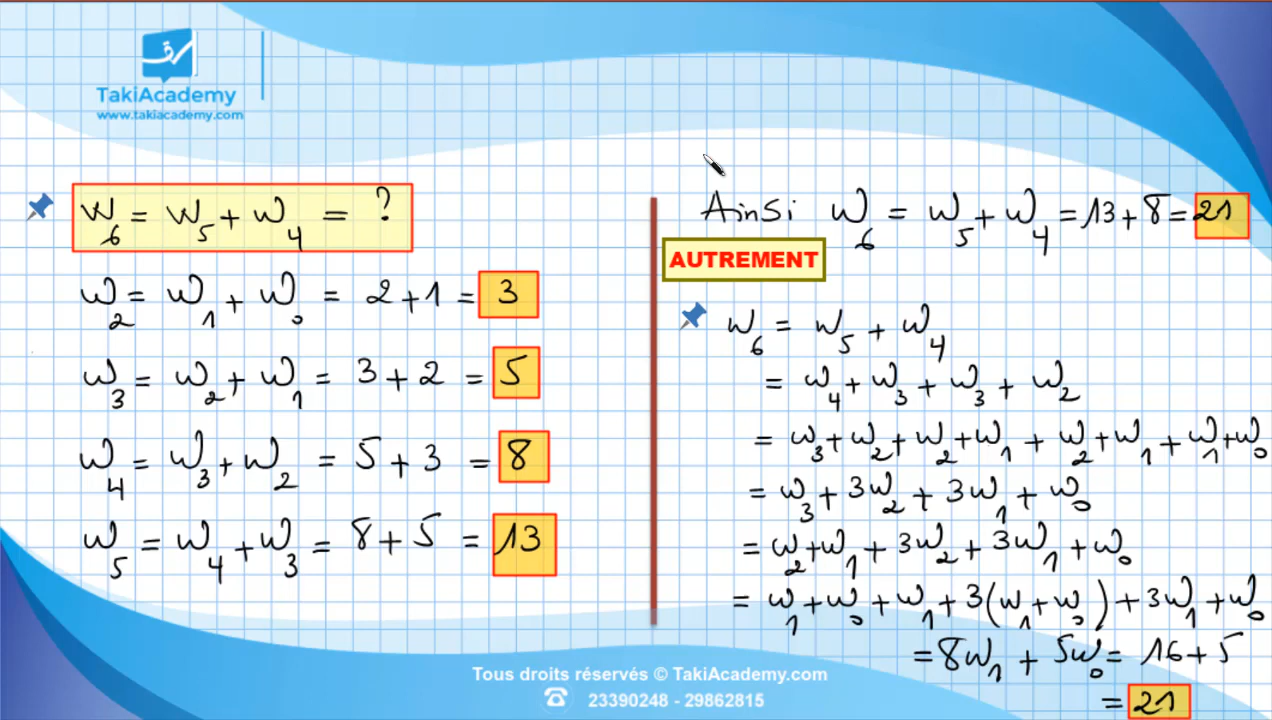 TakiAcademy
www.takiacademy.com
W₆ = W₅ + W₄ = ?
W₂ = W₁ + W₀ = 2 + 1 = 3
W₃ = W₂ + W₁ = 3 + 2 = 5
W₄ = W₃ + W₂ = 5 + 3 = 8
W₅ = W₄ + W₃ = 8 + 5 = 13
Ainsi W₆ = W₅ + W₄ = 13 + 8 = 21
AUTREMENT
W₆ = W₅ + W₄
= W₄ + W₃ + W₃ + W₂
= W₃ + W₂ + W₂ + W₁ + W₂ + W₁ + W₁ + W₀
= W₃ + 3W₂ + 3W₁ + W₀
= W₂ + W₁ + 3W₂ + 3W₁ + W₀
= W₁ + W₀ + W₁ + 3(W₁ + W₀) + 3W₁ + W₀
= 8W₁ + 5W₀ = 16 + 5
= 21
Tous droits réservés © TakiAcademy.com
23390248 - 29862815